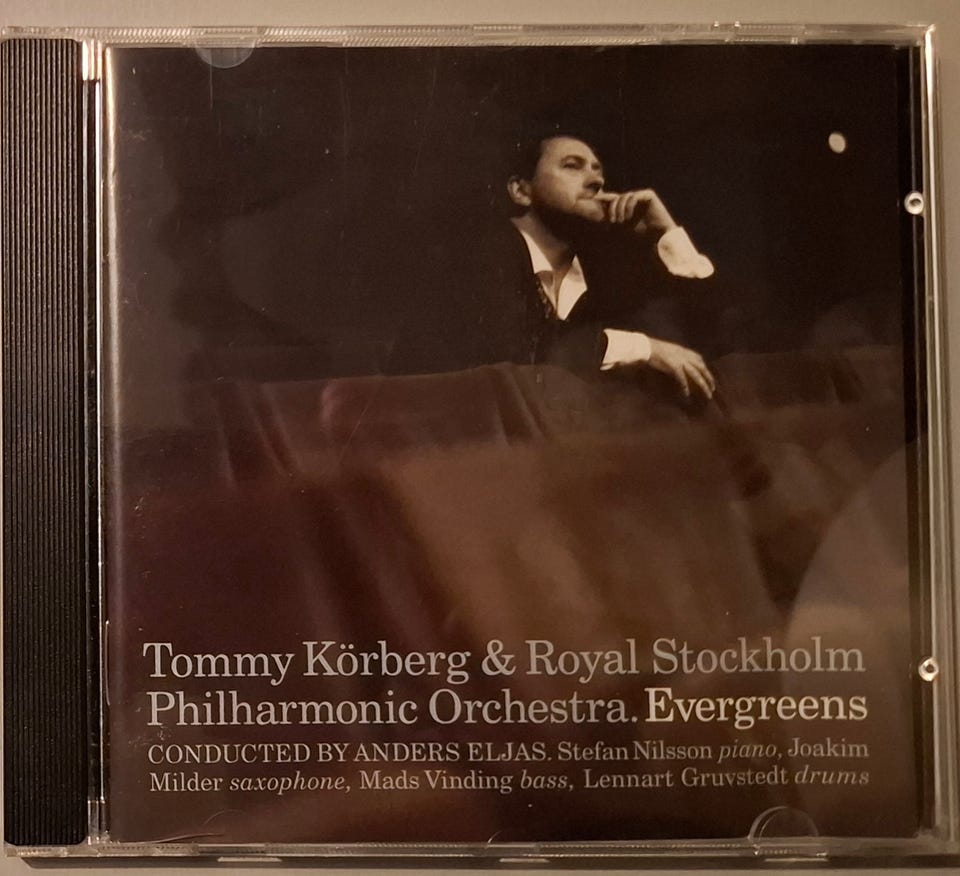 Tommy Körberg & Royal Stockholm
Philharmonic Orchestra. Evergreens
CONDUCTED BY ANDERS ELJAS. Stefan Nilsson piano, Joakim
Milder saxophone, Mads Vinding bass, Lennart Gruvstedt drums